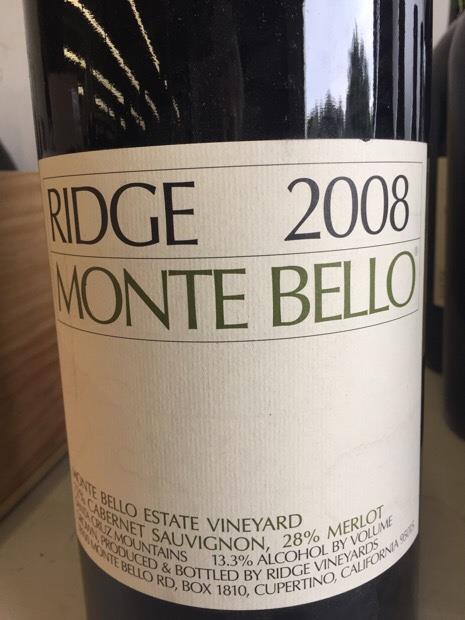 RIDGE 2008
MONTE BELLO
MONTE BELLO ESTATE VINEYARD
CABERNET SAUVIGNON, 28% MERLOT
CRUZ MOUNTAINS 13.3% ALCOHOL BY VOLUME
PRODUCED & BOTTLED BY RIDGE VINEYARDS
MONTE BELLO RD, BOX 1810, CUPERTINO, CALIFORNIA